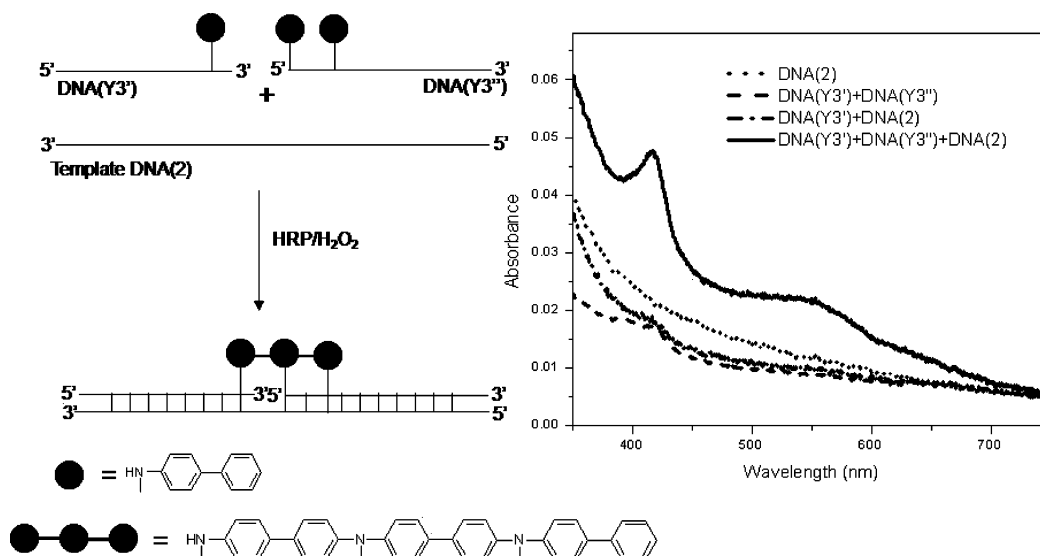 5'
3'
5'
3'
DNA(Y3')
DNA(Y3'')
+
3'
5'
Template DNA(2)
HRP/H₂O₂
5'
3'
5'
3'
3'
5'
=
HN
=
HN
N
N
DNA(2)
DNA(Y3')+DNA(Y3'')
DNA(Y3')+DNA(2)
DNA(Y3')+DNA(Y3'')+DNA(2)
Absorbance
0.06
0.05
0.04
0.03
0.02
0.01
0.00
400
500
600
700
Wavelength (nm)